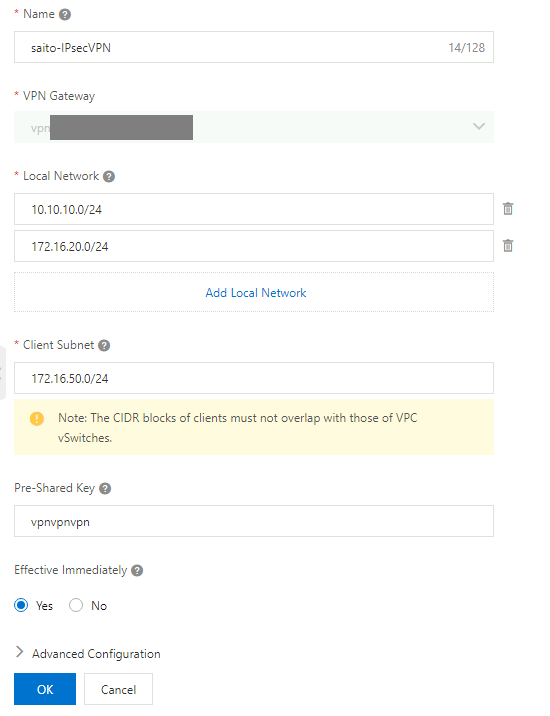 * Name
saito-IPsecVPN 14/128
* VPN Gateway
vpn
* Local Network
10.10.10.0/24
172.16.20.0/24
Add Local Network
* Client Subnet
172.16.50.0/24
Note: The CIDR blocks of clients must not overlap with those of VPC
vSwitches.
Pre-Shared Key
vpnvpnvpn
Effective Immediately
Yes No
Advanced Configuration
OK Cancel